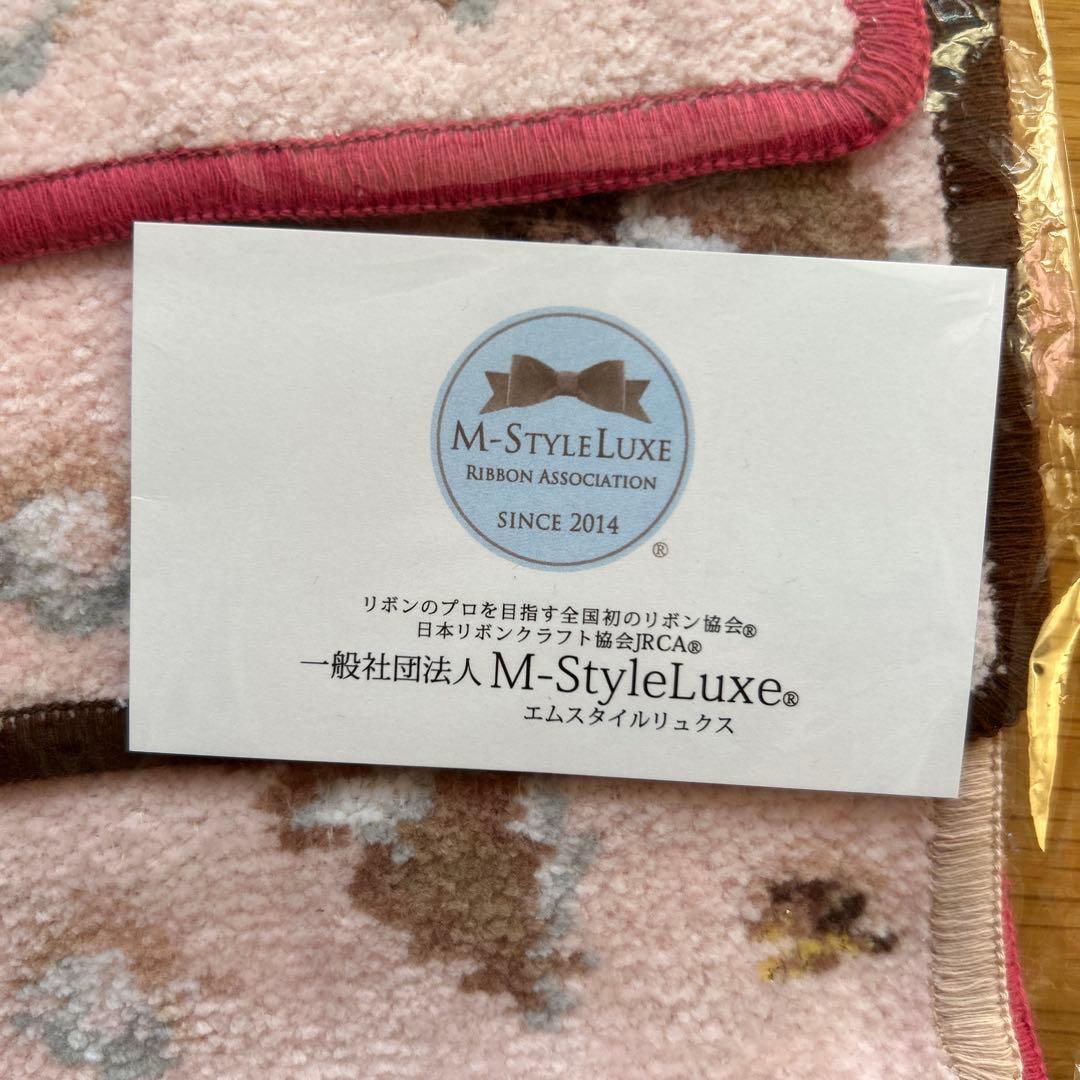 M-StyleLuxe
Ribbon Association
SINCE 2014
®
リボンのプロを目指す全国初のリボン協会®
日本リボンクラフト協会JRCA®
一般社団法人 M-StyleLuxe®
エムスタイルリュクス